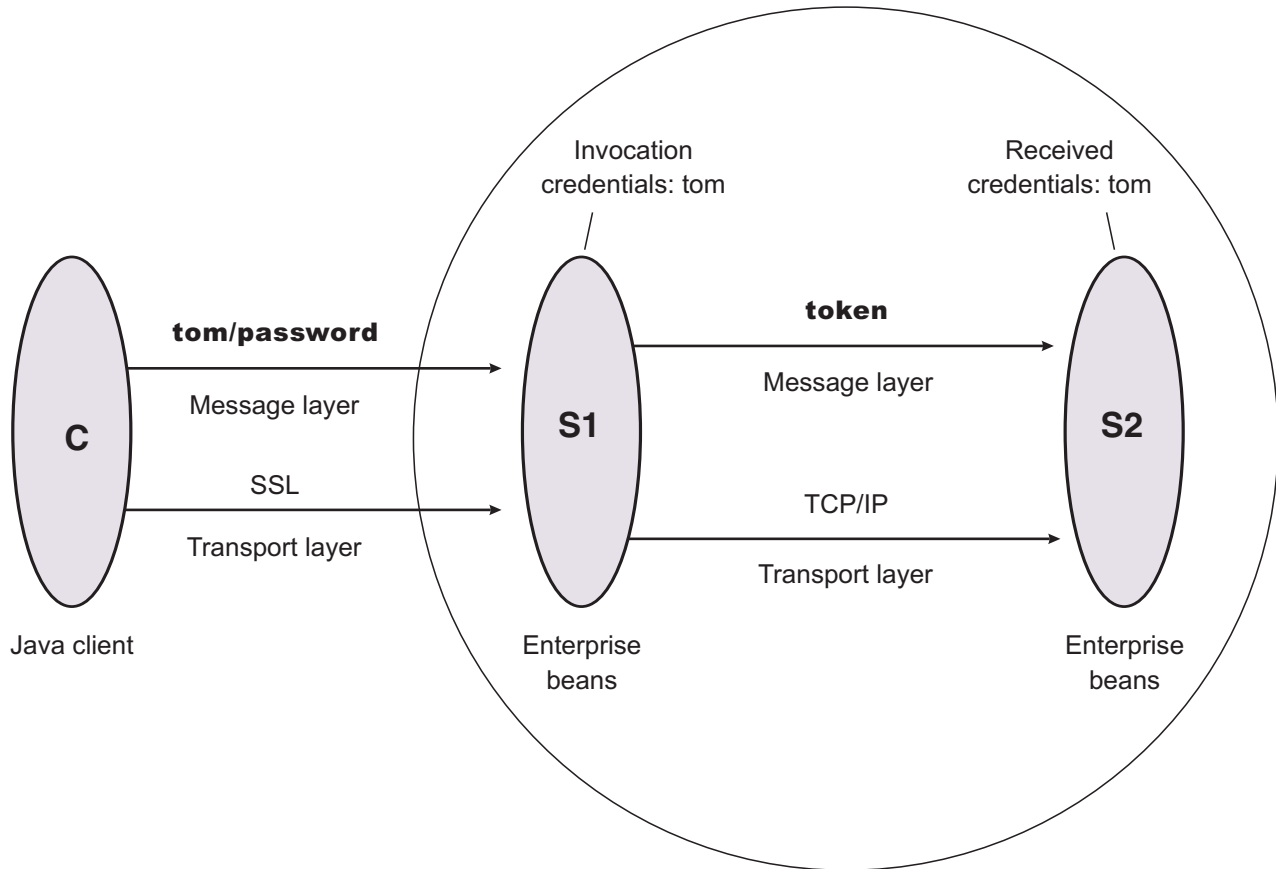 Invocation
credentials: tom
Received
credentials: tom
tom/password
Message layer
token
Message layer
C
S1
S2
SSL
Transport layer
TCP/IP
Transport layer
Java client
Enterprise
beans
Enterprise
beans